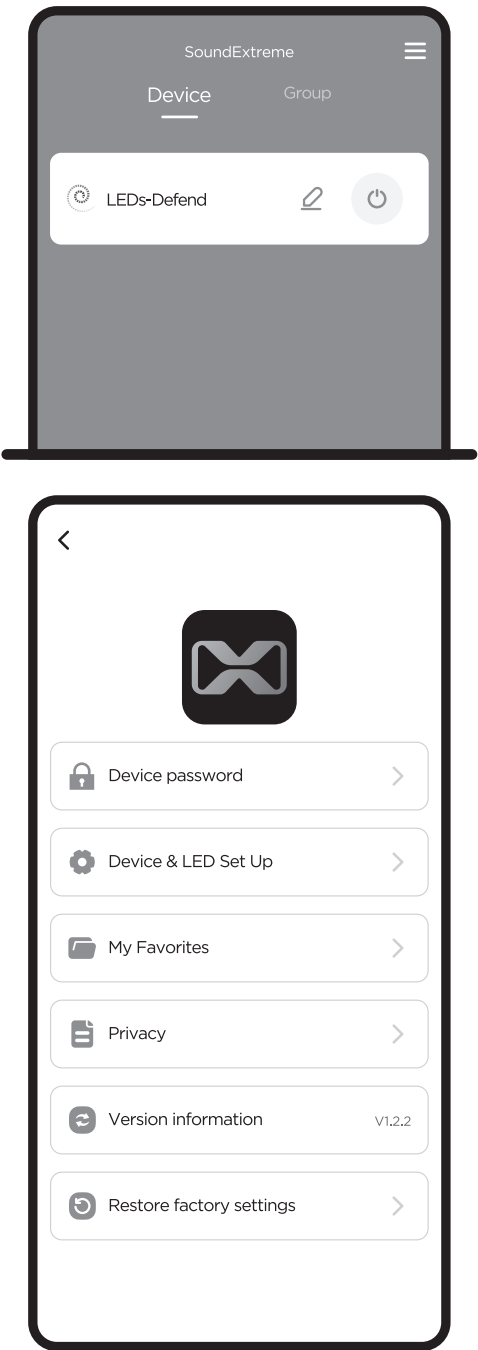 SoundExtreme
Device Group
LEDs-Defend
Device password
Device & LED Set Up
My Favorites
Privacy
Version information V1.2.2
Restore factory settings